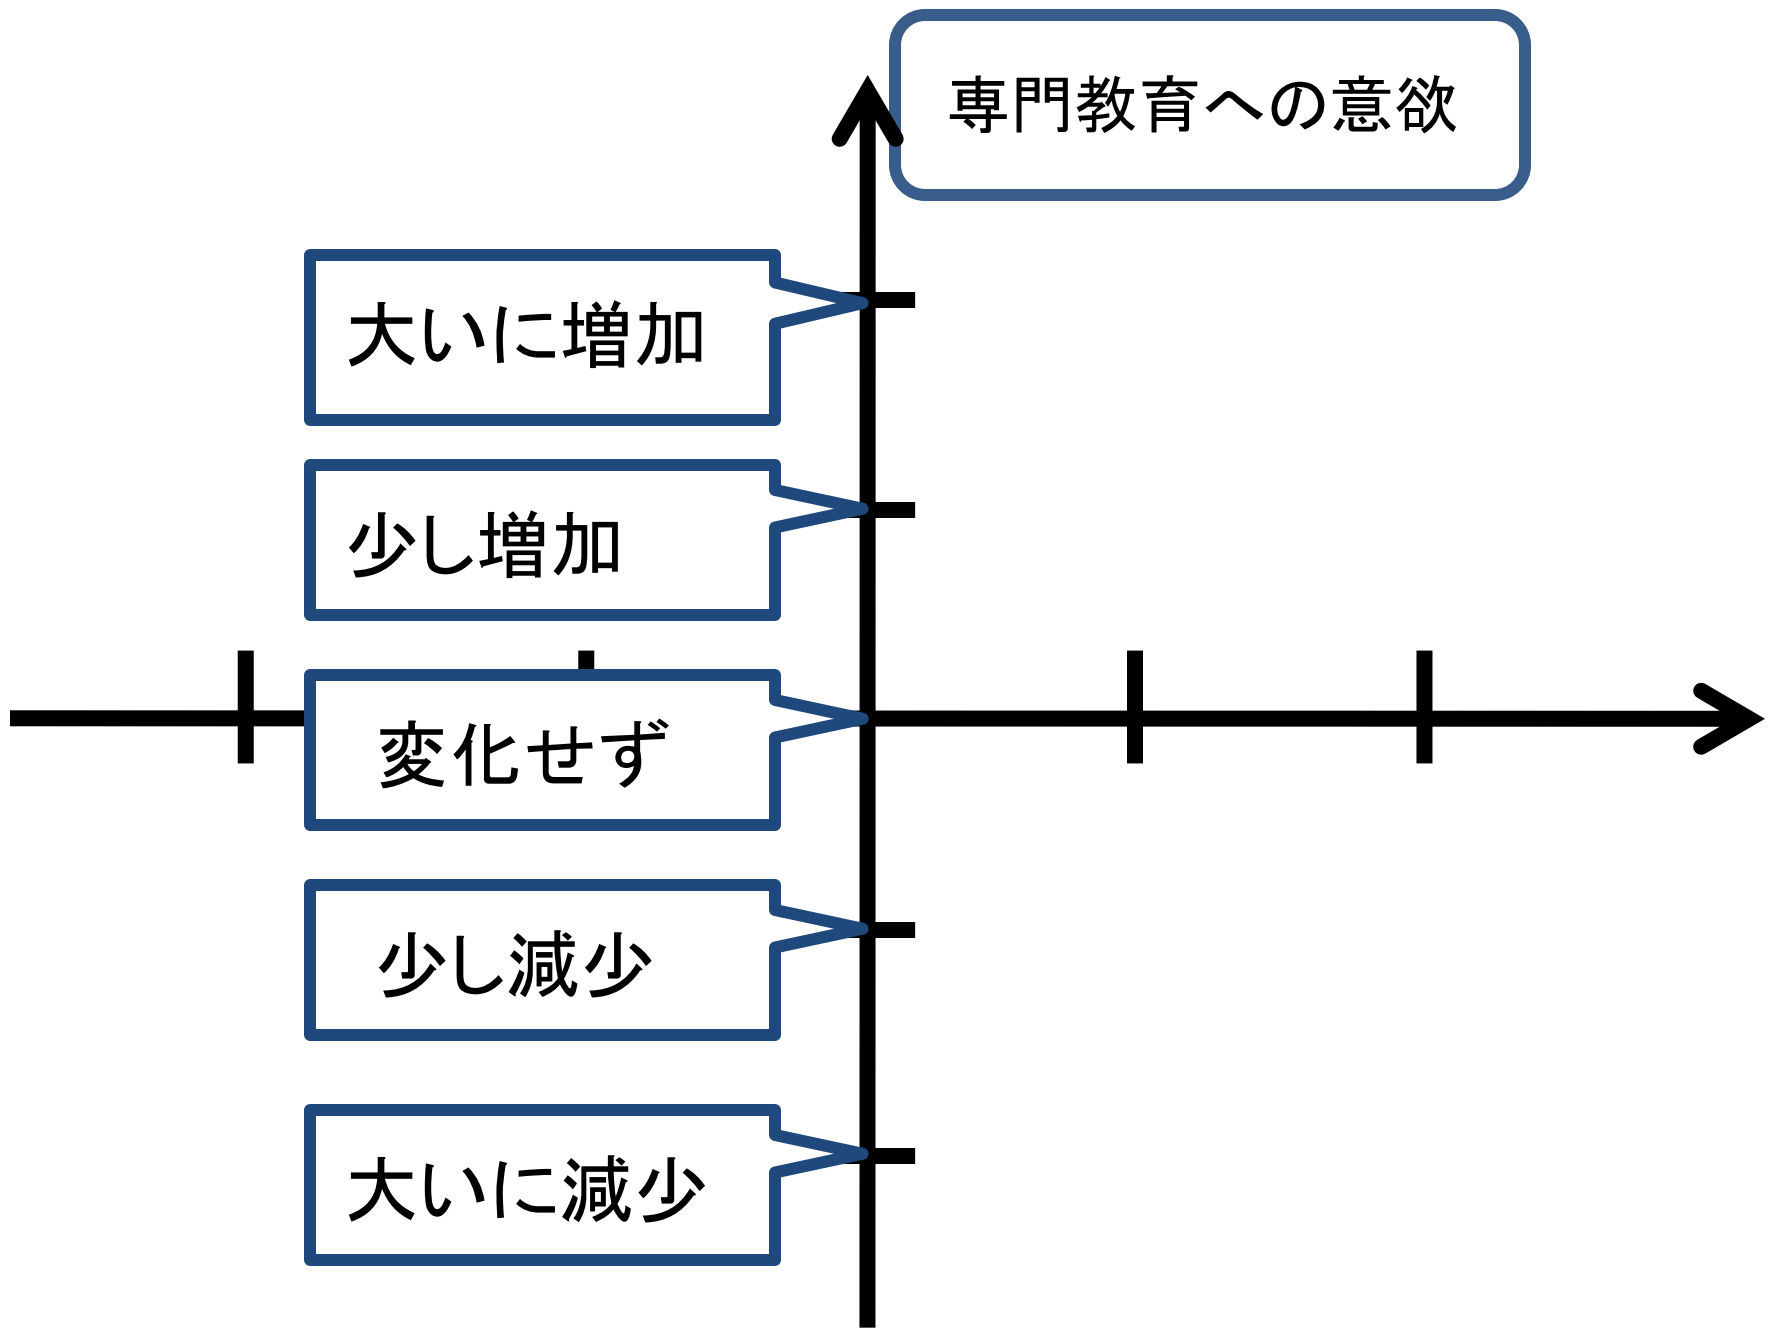 専門教育への意欲
大いに増加
少し増加
変化せず
少し減少
大いに減少